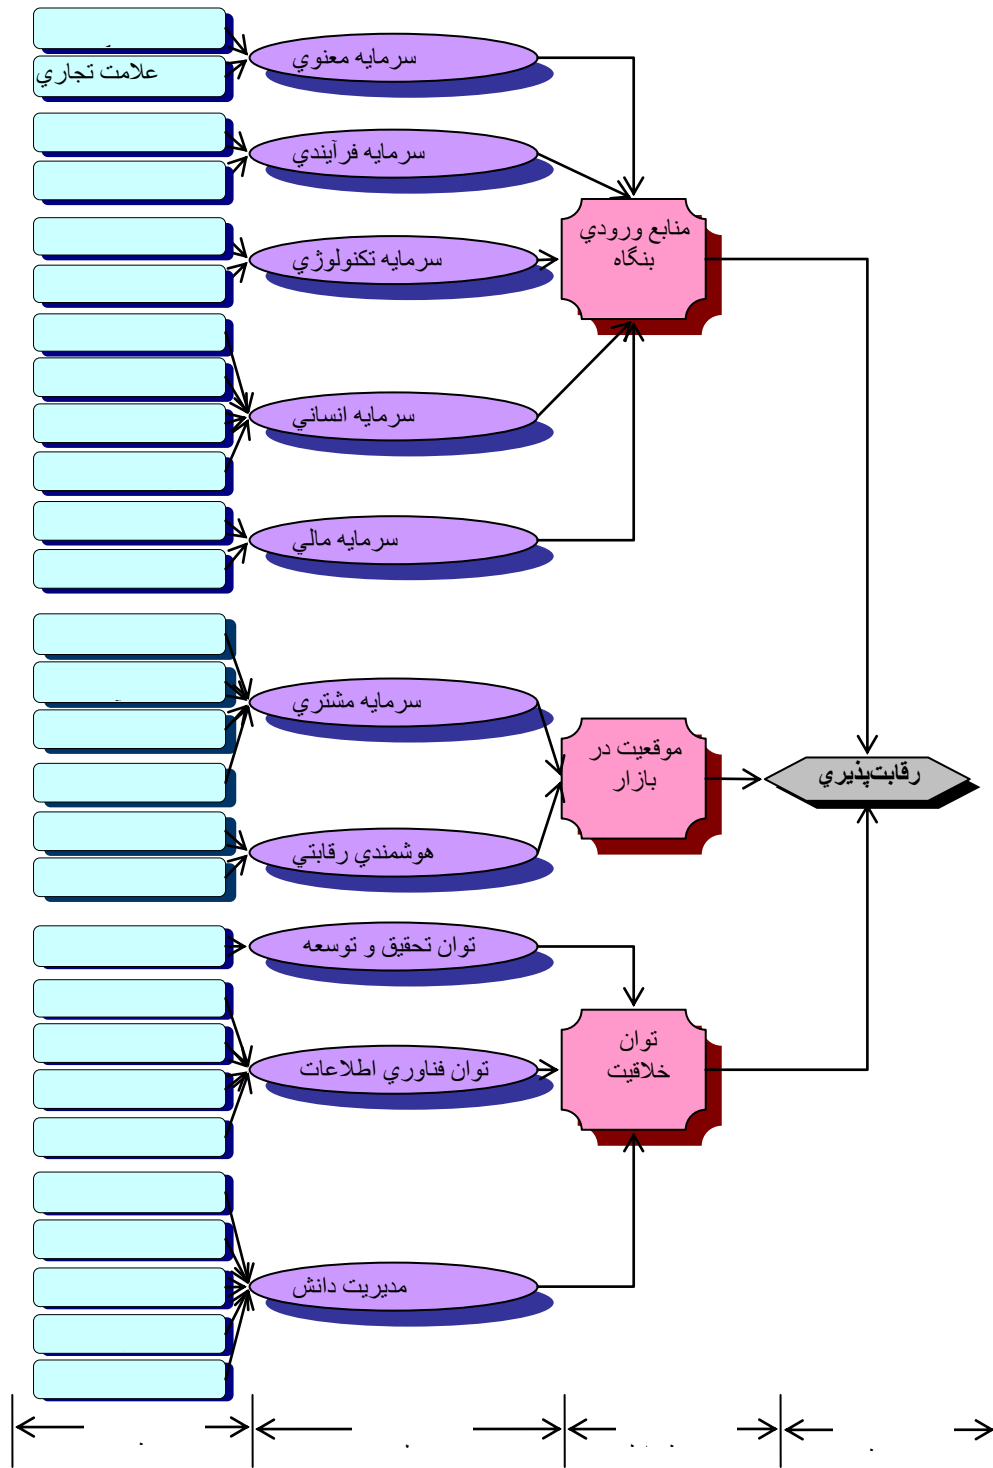 علامت تجاري
سرمايه معنوي
سرمايه فرآيندي
سرمايه تكنولوژي
سرمايه انساني
سرمايه مالي
سرمايه مشتري
هوشمندي رقابتي
توان تحقيق و توسعه
توان فناوري اطلاعات
مديريت دانش
منابع ورودي
بنگاه
موقعيت در
بازار
توان
خلاقيت
رقابت‌پذيري